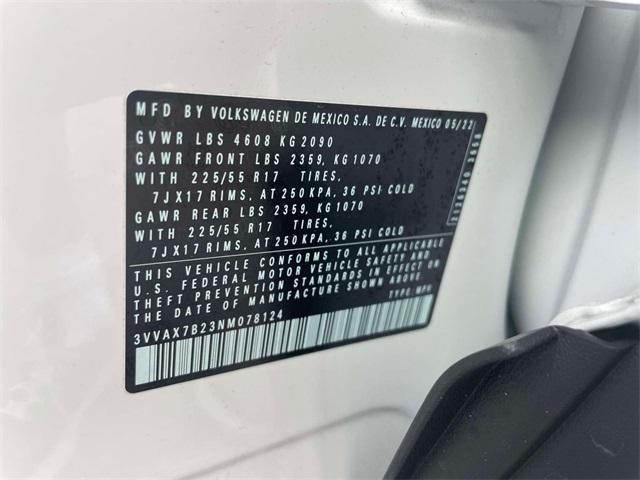 MFD BY VOLKSWAGEN DE MEXICO S.A. DE C.V. MEXICO 05/22
GVWR LBS 4608 KG 2090
GAWR FRONT LBS 2359, KG 1070
WITH 225/55 R17 TIRES,
7JX17 RIMS, AT 250 KPA, 36 PSI COLD
GAWR REAR LBS 2359, KG 1070
WITH 225/55 R17 TIRES,
7JX17 RIMS, AT 250 KPA, 36 PSI COLD
THIS VEHICLE CONFORMS TO ALL APPLICABLE
U.S. FEDERAL MOTOR VEHICLE SAFETY AND
THEFT PREVENTION STANDARDS IN EFFECT ON
THE DATE OF MANUFACTURE SHOWN ABOVE
TYPE: MPV
3VVAX7B23NM078124